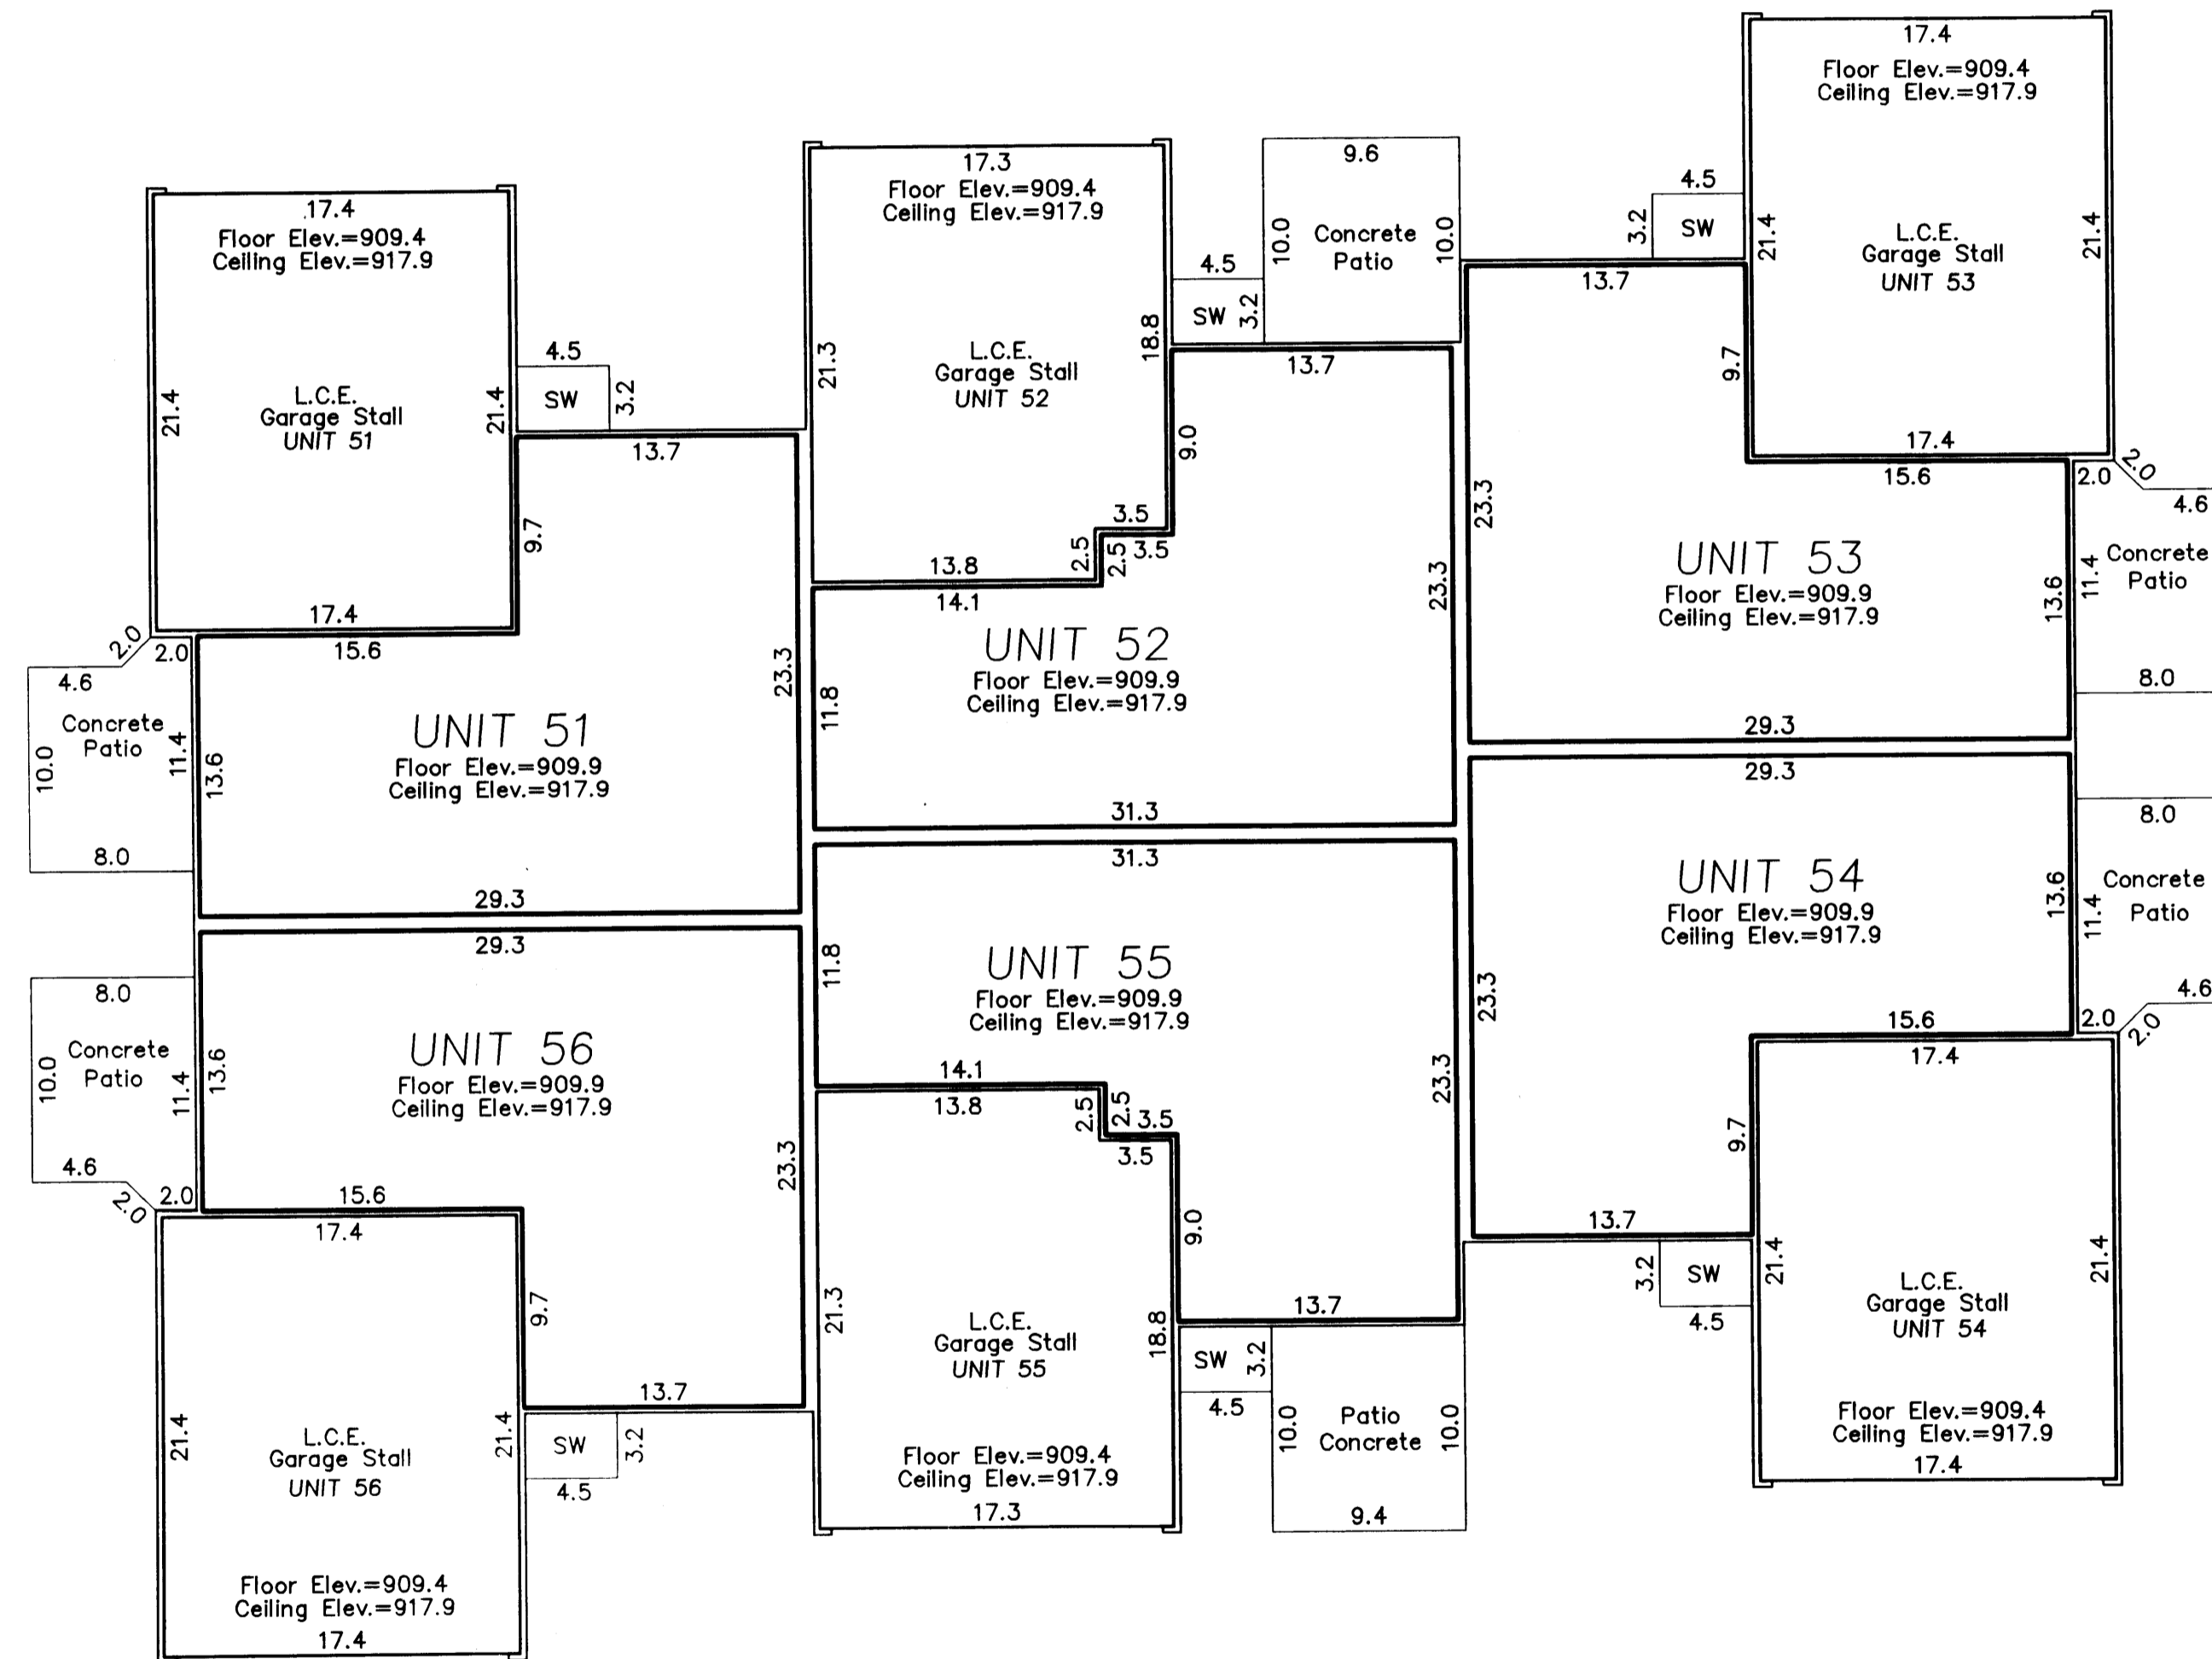 17.4
Floor Elev.=909.4
Ceiling Elev.=917.9
21.4
21.4
L.C.E.
Garage Stall
UNIT 51
17.4
4.5
SW
3.2
13.7
9.7
15.6
2.0
2.0
4.6
Concrete
Patio
10.0
11.4
8.0
13.6
23.3
UNIT 51
Floor Elev.=909.9
Ceiling Elev.=917.9
29.3
17.3
Floor Elev.=909.4
Ceiling Elev.=917.9
21.3
18.8
L.C.E.
Garage Stall
UNIT 52
3.5
2.5
13.8
4.5
SW
3.2
9.6
10.0
10.0
Concrete
Patio
13.7
9.0
3.5
2.5
14.1
11.8
23.3
UNIT 52
Floor Elev.=909.9
Ceiling Elev.=917.9
31.3
17.4
Floor Elev.=909.4
Ceiling Elev.=917.9
21.4
21.4
L.C.E.
Garage Stall
UNIT 53
17.4
4.5
3.2
SW
13.7
9.7
15.6
2.0
2.0
4.6
Concrete
Patio
11.4
8.0
23.3
13.6
UNIT 53
Floor Elev.=909.9
Ceiling Elev.=917.9
29.3
29.3
UNIT 54
Floor Elev.=909.9
Ceiling Elev.=917.9
23.3
13.6
15.6
9.7
13.7
8.0
Concrete
Patio
11.4
4.6
2.0
2.0
3.2
SW
4.5
17.4
21.4
21.4
L.C.E.
Garage Stall
UNIT 54
Floor Elev.=909.4
Ceiling Elev.=917.9
17.4
31.3
UNIT 55
Floor Elev.=909.9
Ceiling Elev.=917.9
11.8
23.3
14.1
2.5
3.5
9.0
13.7
13.8
2.5
3.5
21.3
18.8
L.C.E.
Garage Stall
UNIT 55
Floor Elev.=909.4
Ceiling Elev.=917.9
17.3
SW
3.2
4.5
10.0
Patio
Concrete
10.0
9.4
29.3
UNIT 56
Floor Elev.=909.9
Ceiling Elev.=917.9
13.6
23.3
15.6
9.7
13.7
8.0
Concrete
Patio
10.0
11.4
4.6
2.0
2.0
17.4
21.4
21.4
L.C.E.
Garage Stall
UNIT 56
SW
3.2
4.5
Floor Elev.=909.4
Ceiling Elev.=917.9
17.4